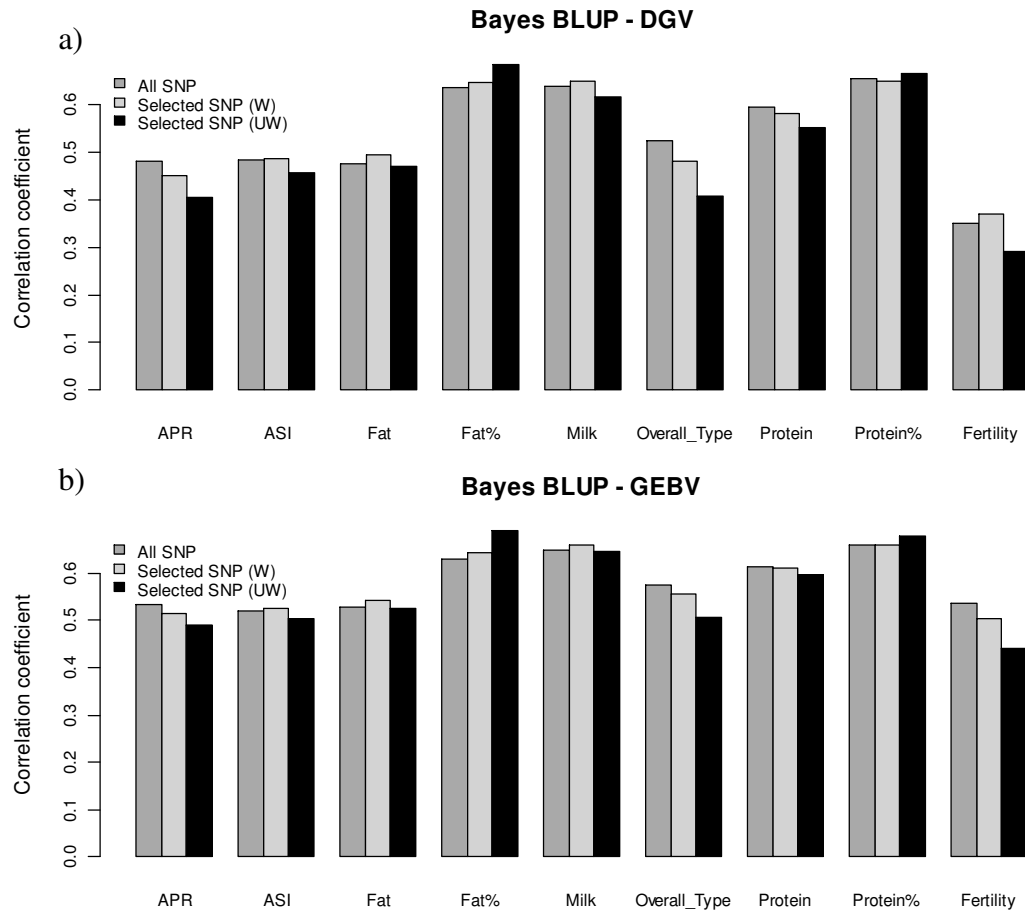 a)
Bayes BLUP - DGV
All SNP
Selected SNP (W)
Selected SNP (UW)
Correlation coefficient
0.6
0.5
0.4
0.3
0.2
0.1
0.0
APR ASI Fat Fat% Milk Overall_Type Protein Protein% Fertility
b)
Bayes BLUP - GEBV
All SNP
Selected SNP (W)
Selected SNP (UW)
Correlation coefficient
0.6
0.5
0.4
0.3
0.2
0.1
0.0
APR ASI Fat Fat% Milk Overall_Type Protein Protein% Fertility